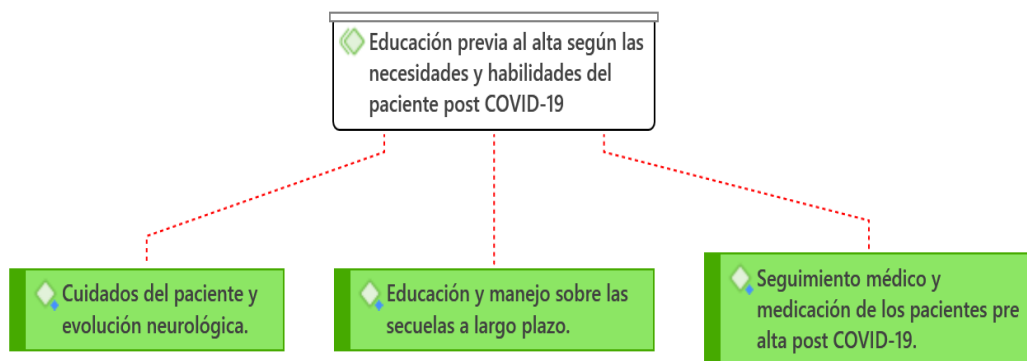 Educación previa al alta según las
necesidades y habilidades del
paciente post COVID-19
Cuidados del paciente y
evolución neurológica.
Educación y manejo sobre las
secuelas a largo plazo.
Seguimiento médico y
medicación de los pacientes pre
alta post COVID-19.